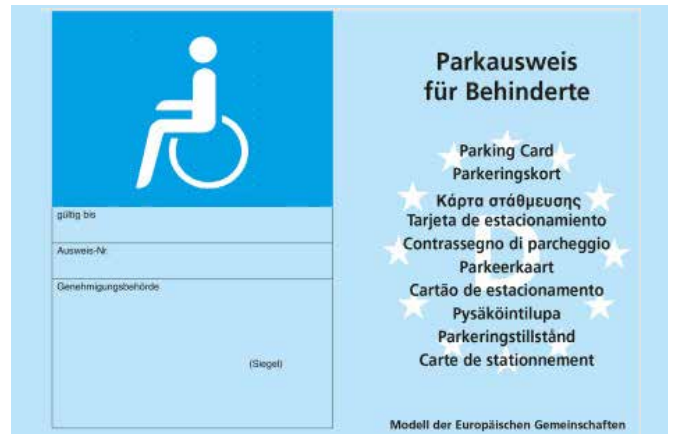 gültig bis
Ausweis-Nr.
Genehmigungsbehörde
(Siegel)
Parkausweis
für Behinderte
Parking Card
Parkeringskort
Κάρτα στάθμευσης
Tarjeta de estacionamiento
Contrassegno di parcheggio
Parkeerkaart
Cartão de estacionamento
Pysäköintilupa
Parkeringstillstånd
Carte de stationnement
D
Modell der Europäischen Gemeinschaften